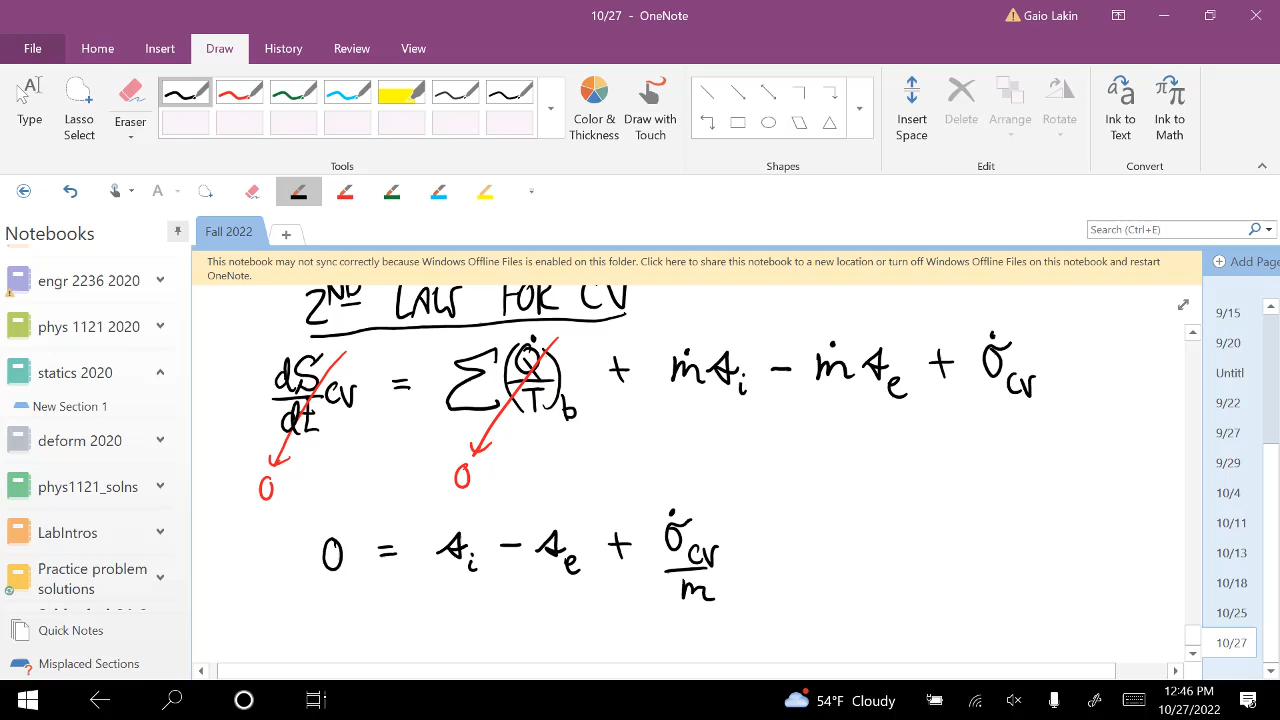 10/27 - OneNote
Gaio Lakin
File Home Insert Draw History Review View
Type
Lasso Select
Eraser
Color & Thickness
Draw with Touch
Insert Space
Delete
Arrange
Rotate
Ink to Text
Ink to Math
Tools
Shapes
Edit
Convert
A
Notebooks
Fall 2022
Search (Ctrl+E)
This notebook may not sync correctly because Windows Offline Files is enabled on this folder. Click here to share this notebook to a new location or turn off Windows Offline Files on this notebook and restart
OneNote.
Add Page
engr 2236 2020
phys 1121 2020
statics 2020
New Section 1
deform 2020
phys1121_solns
LabIntros
Practice problem
solutions
Quick Notes
Misplaced Sections
2ND LAW FOR CV
dS/dt cv = Σ(Q̇/T)b + ṁsi - ṁse + σ̇cv
0 0
0 = si - se + σ̇cv/m
9/15
9/20
Untitl
9/22
9/27
9/29
10/4
10/11
10/13
10/18
10/25
10/27
54°F Cloudy
12:46 PM
10/27/2022